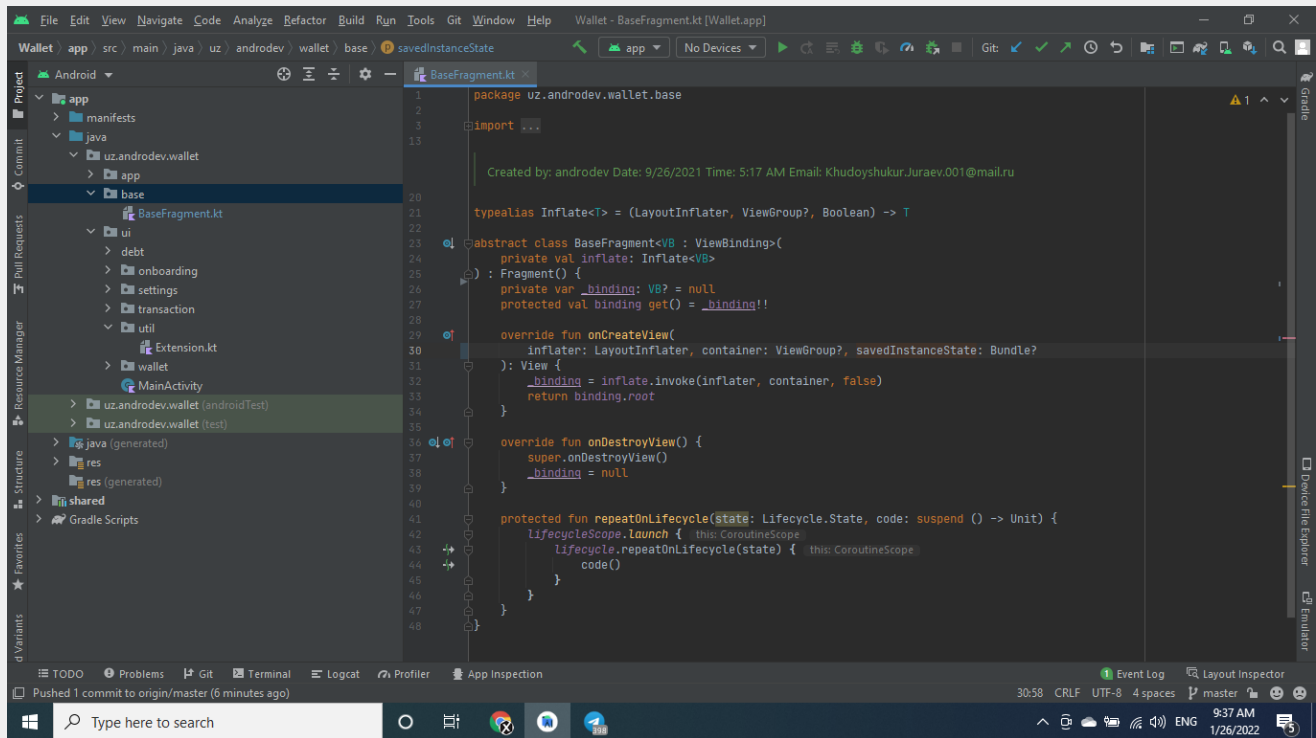 File Edit View Navigate Code Analyze Refactor Build Run Tools Git Window Help Wallet - BaseFragment.kt [Wallet.app]
Wallet app src main java uz androdev wallet base savedInstanceState app No Devices Git:
Project
Commit
Pull Requests
Resource Manager
Structure
Favorites
d Variants
Android
app
manifests
java
uz.androdev.wallet
app
base
BaseFragment.kt
ui
debt
onboarding
settings
transaction
util
Extension.kt
wallet
MainActivity
uz.androdev.wallet (androidTest)
uz.androdev.wallet (test)
java (generated)
res
res (generated)
shared
Gradle Scripts
BaseFragment.kt
1 package uz.androdev.wallet.base
2
3 import ...
13
Created by: androdev Date: 9/26/2021 Time: 5:17 AM Email: Khudoyshukur.Juraev.001@mail.ru
20
21 typealias Inflate<T> = (LayoutInflater, ViewGroup?, Boolean) -> T
22
23 abstract class BaseFragment<VB : ViewBinding>(
24 private val inflate: Inflate<VB>
25 ) : Fragment() {
26 private var _binding: VB? = null
27 protected val binding get() = _binding!!
28
29 override fun onCreateView(
30 inflater: LayoutInflater, container: ViewGroup?, savedInstanceState: Bundle?
31 ): View {
32 _binding = inflate.invoke(inflater, container, false)
33 return binding.root
34 }
35
36 override fun onDestroyView() {
37 super.onDestroyView()
38 _binding = null
39 }
40
41 protected fun repeatOnLifecycle(state: Lifecycle.State, code: suspend () -> Unit) {
42 lifecycleScope.launch { this: CoroutineScope
43 lifecycle.repeatOnLifecycle(state) { this: CoroutineScope
44 code()
45 }
46 }
47 }
48 }
1
Gradle
Device File Explorer
Emulator
TODO Problems Git Terminal Logcat Profiler App Inspection 1 Event Log Layout Inspector
Pushed 1 commit to origin/master (6 minutes ago) 30:58 CRLF UTF-8 4 spaces master
Type here to search 398 ENG 9:37 AM
1/26/2022 5